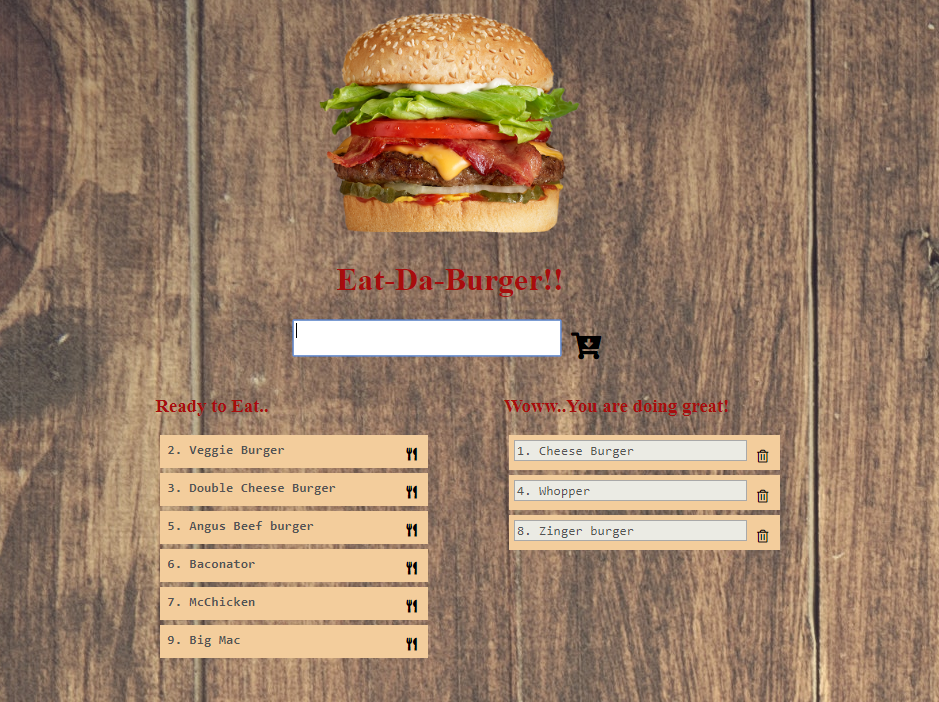 Eat-Da-Burger!!
Ready to Eat..
2. Veggie Burger
3. Double Cheese Burger
5. Angus Beef burger
6. Baconator
7. McChicken
9. Big Mac
Woww..You are doing great!
1. Cheese Burger
4. Whopper
8. Zinger burger